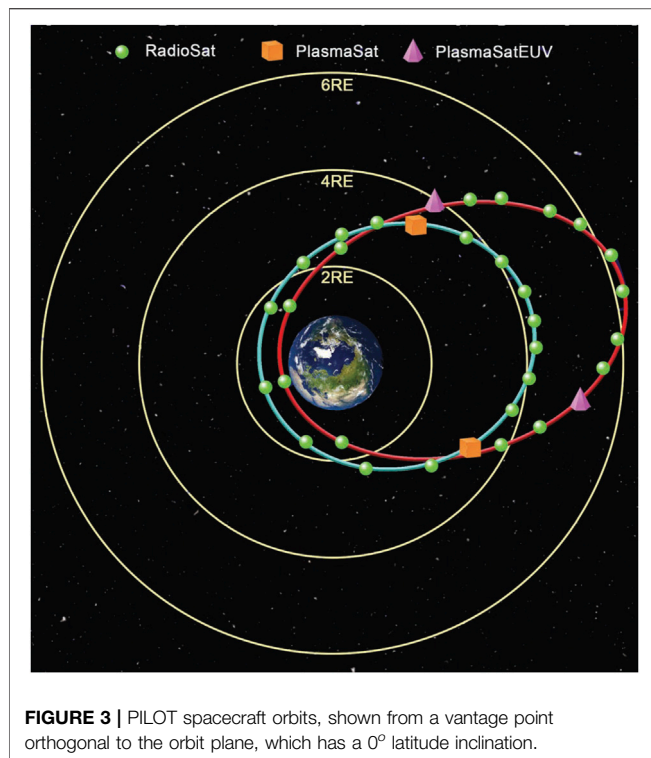 RadioSat PlasmaSat PlasmaSatEUV
6RE
4RE
2RE
FIGURE 3 | PILOT spacecraft orbits, shown from a vantage point
orthogonal to the orbit plane, which has a 0° latitude inclination.